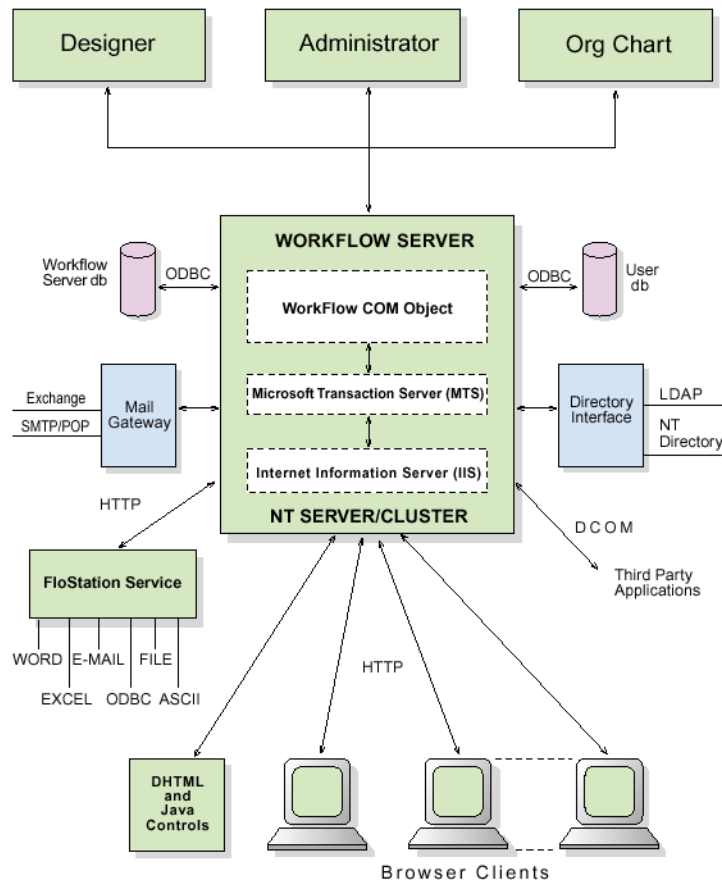 Designer
Administrator
Org Chart
WORKFLOW SERVER
Workflow
Server db
ODBC
ODBC
User
db
WorkFlow COM Object
Microsoft Transaction Server (MTS)
Exchange
SMTP/POP
Mail
Gateway
Directory
Interface
LDAP
NT
Directory
Internet Information Server (IIS)
NT SERVER/CLUSTER
HTTP
DCOM
Third Party
Applications
FloStation Service
WORD
E-MAIL
FILE
EXCEL
ODBC
ASCII
HTTP
DHTML
and
Java
Controls
Browser Clients